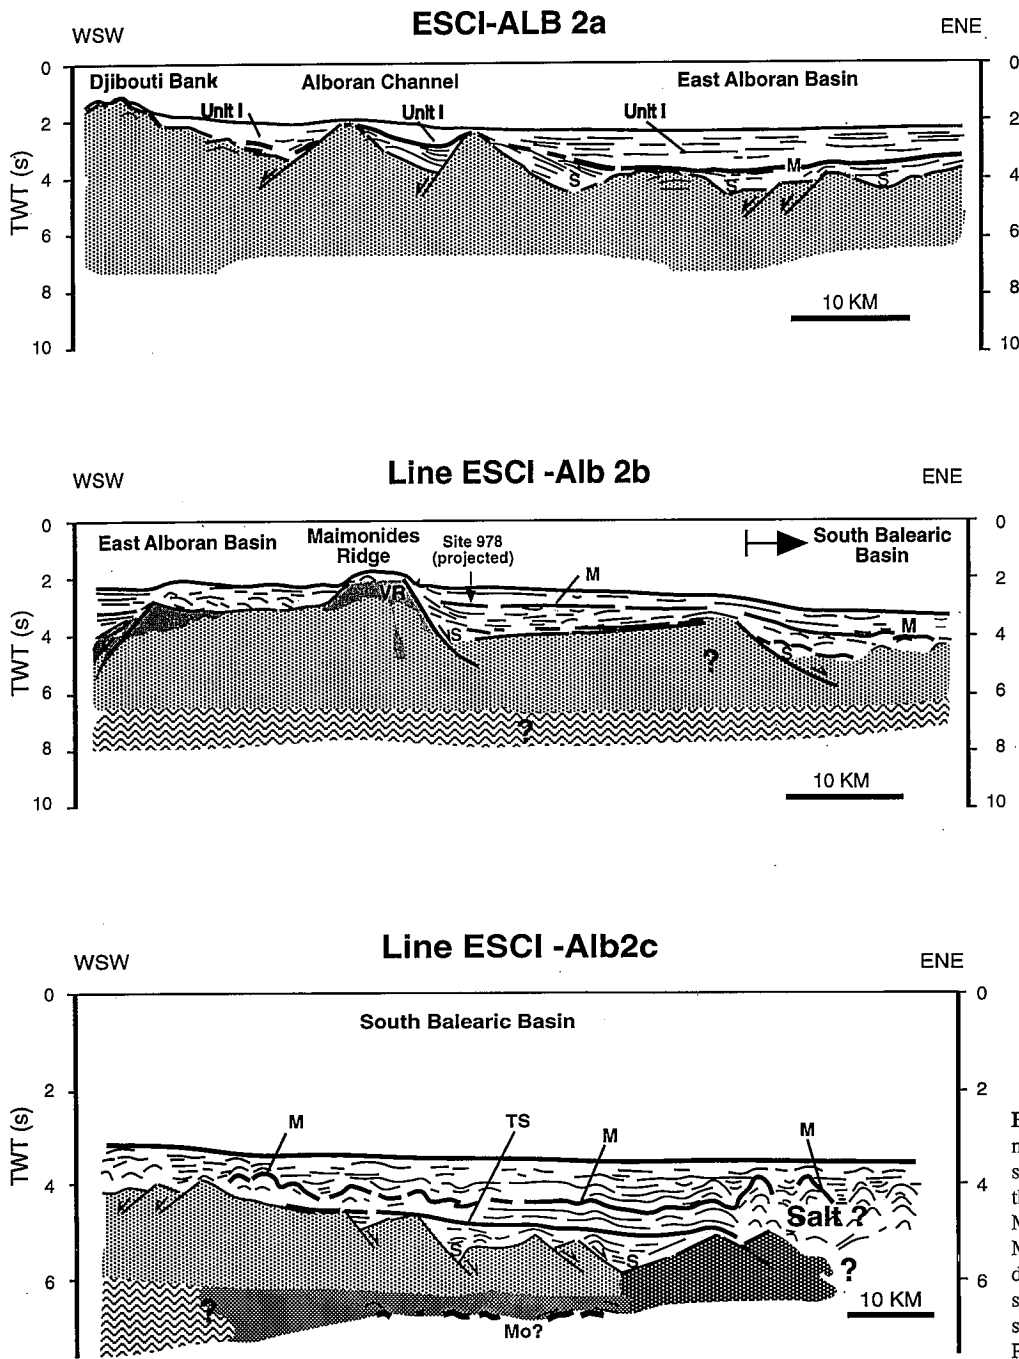 ESCI-ALB 2a
WSW
ENE
0
0
Djibouti Bank
Alboran Channel
East Alboran Basin
Unit I
Unit I
Unit I
2
2
M
S
S
S
4
4
TWT (s)
6
6
8
8
10 KM
10
10
Line ESCI -Alb 2b
WSW
ENE
0
0
East Alboran Basin
Maimonides
Ridge
Site 978
(projected)
South Balearic
Basin
M
2
2
VR
S
M
S
4
4
TWT (s)
?
6
6
?
8
8
10 KM
10
10
Line ESCI -Alb2c
WSW
ENE
0
0
South Balearic Basin
2
2
TWT (s)
M
TS
M
M
4
4
Salt ?
S
S
?
6
6
?
10 KM
Mo?